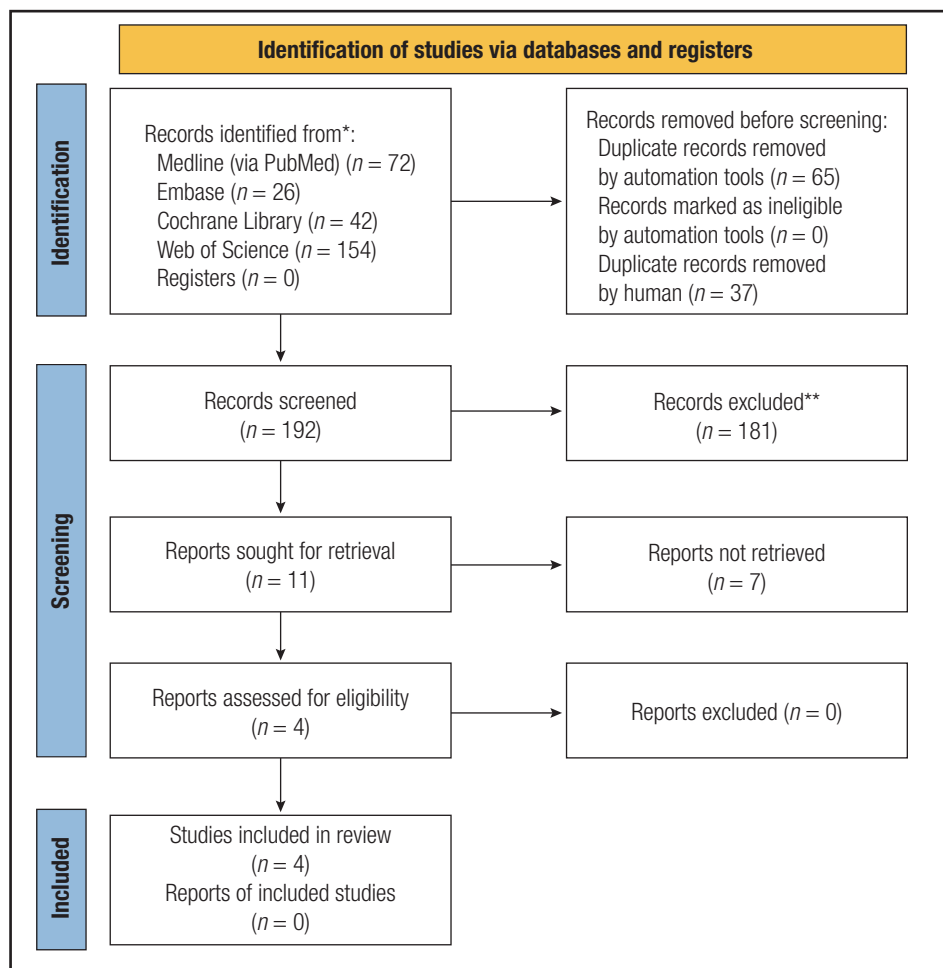 Identification of studies via databases and registers
Identification
Records identified from*:
Medline (via PubMed) (n = 72)
Embase (n = 26)
Cochrane Library (n = 42)
Web of Science (n = 154)
Registers (n = 0)
Records removed before screening:
Duplicate records removed
by automation tools (n = 65)
Records marked as ineligible
by automation tools (n = 0)
Duplicate records removed
by human (n = 37)
Screening
Records screened
(n = 192)
Records excluded**
(n = 181)
Reports sought for retrieval
(n = 11)
Reports not retrieved
(n = 7)
Reports assessed for eligibility
(n = 4)
Reports excluded (n = 0)
Included
Studies included in review
(n = 4)
Reports of included studies
(n = 0)